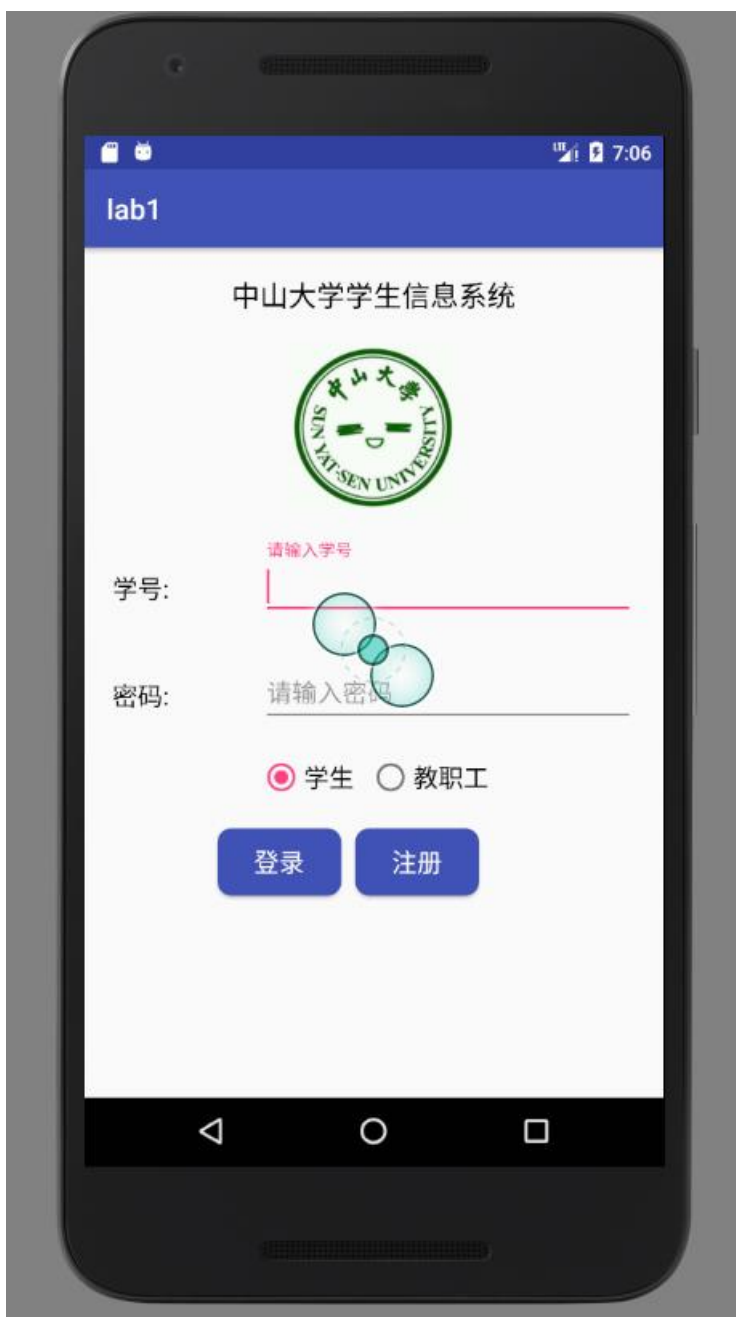 LTE 7:06
lab1
中山大学学生信息系统
中山大學
SUN YAT-SEN UNIVERSITY
请输入学号
学号:
密码:
请输入密码
学生 教职工
登录 注册